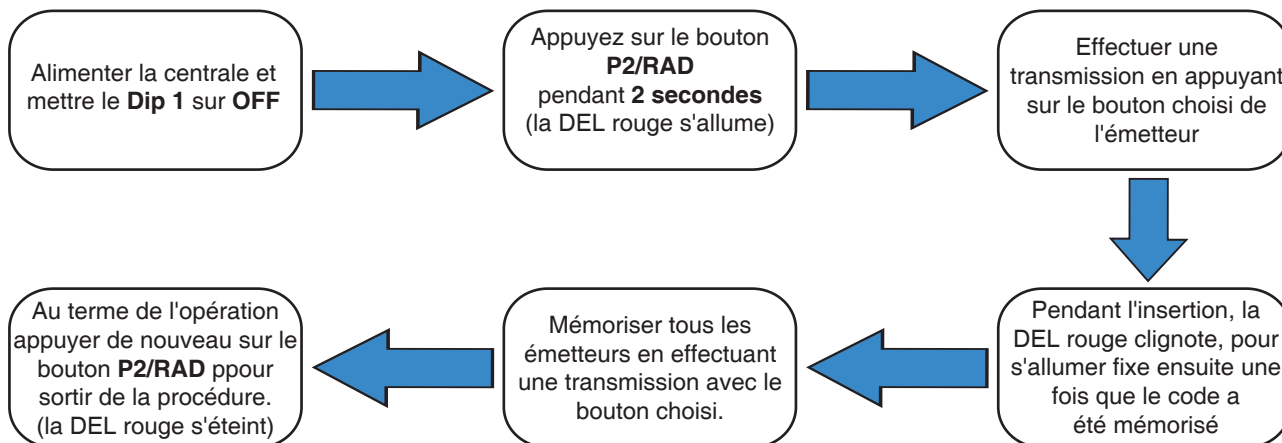 Alimenter la centrale et
mettre le Dip 1 sur OFF
Appuyez sur le bouton
P2/RAD
pendant 2 secondes
(la DEL rouge s'allume)
Effectuer une
transmission en appuyant
sur le bouton choisi de
l'émetteur
Pendant l'insertion, la
DEL rouge clignote, pour
s'allumer fixe ensuite une
fois que le code a
été mémorisé
Mémoriser tous les
émetteurs en effectuant
une transmission avec le
bouton choisi.
Au terme de l'opération
appuyer de nouveau sur le
bouton P2/RAD ppour
sortir de la procédure.
(la DEL rouge s'éteint)